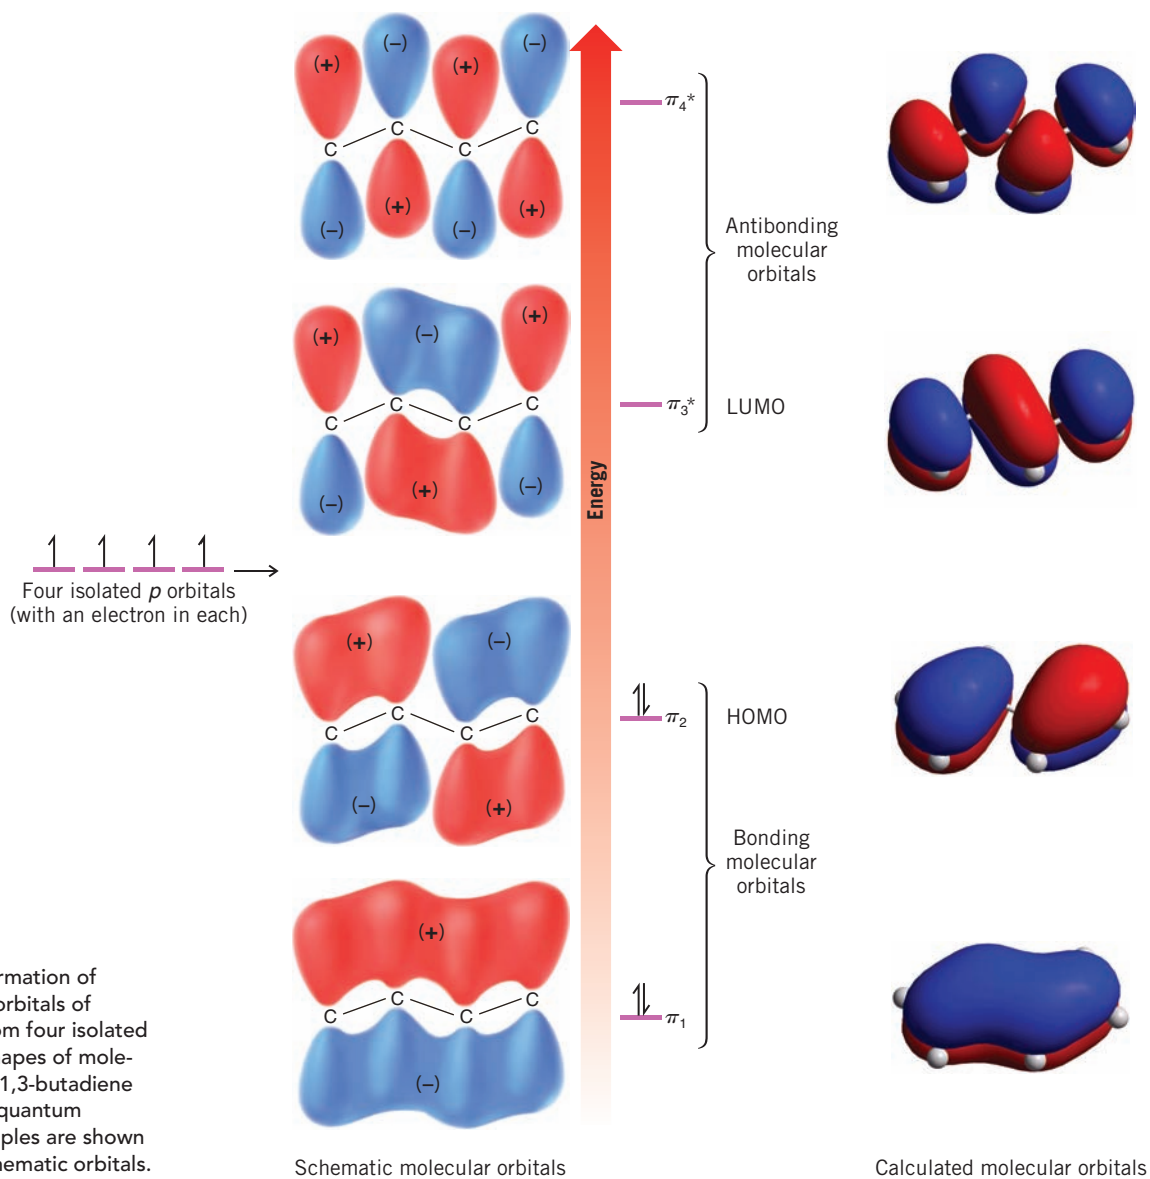 (+) (–) (+) (–)
C C C C
(–) (+) (–) (+)
π4*
Antibonding
molecular
orbitals
(+) (–) (+)
C C C C
(–) (+) (–)
π3* LUMO
Energy
Four isolated p orbitals
(with an electron in each)
(+) (–)
C C C C
(–) (+)
π2 HOMO
Bonding
molecular
orbitals
(+)
C C C C
(–)
π1
rmation of
orbitals of
om four isolated
apes of mole-
1,3-butadiene
quantum
ples are shown
hematic orbitals.
Schematic molecular orbitals
Calculated molecular orbitals